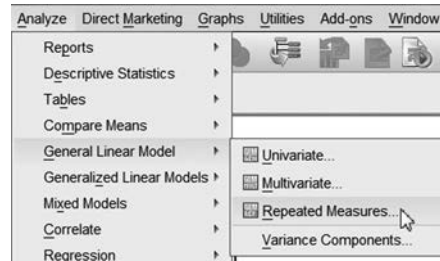 Analyze Direct Marketing Graphs Utilities Add-ons Window
Reports
Descriptive Statistics
Tables
Compare Means
General Linear Model
Generalized Linear Models
Mixed Models
Correlate
Regression
Univariate...
Multivariate...
Repeated Measures...
Variance Components...